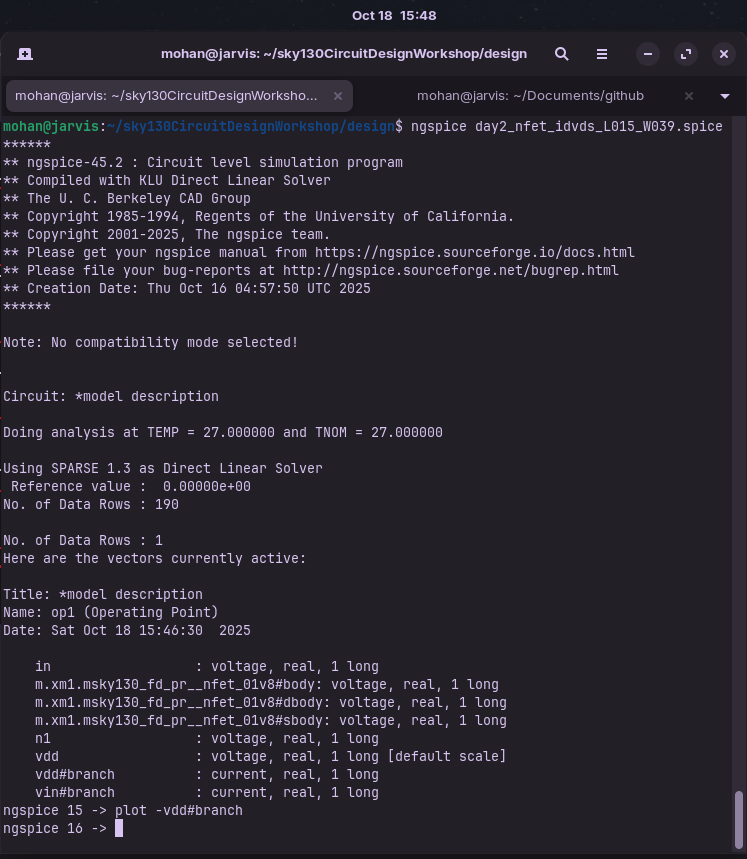 Oct 18  15:48
mohan@jarvis: ~/sky130CircuitDesignWorkshop/design
mohan@jarvis: ~/sky130CircuitDesignWorksho...
mohan@jarvis: ~/Documents/github
mohan@jarvis:~/sky130CircuitDesignWorkshop/design$ ngspice day2_nfet_idvds_L015_W039.spice
******
** ngspice-45.2 : Circuit level simulation program
** Compiled with KLU Direct Linear Solver
** The U. C. Berkeley CAD Group
** Copyright 1985-1994, Regents of the University of California.
** Copyright 2001-2025, The ngspice team.
** Please get your ngspice manual from https://ngspice.sourceforge.io/docs.html
** Please file your bug-reports at http://ngspice.sourceforge.net/bugrep.html
** Creation Date: Thu Oct 16 04:57:50 UTC 2025
******
Note: No compatibility mode selected!
Circuit: *model description
Doing analysis at TEMP = 27.000000 and TNOM = 27.000000
Using SPARSE 1.3 as Direct Linear Solver
 Reference value :  0.00000e+00
No. of Data Rows : 190
No. of Data Rows : 1
Here are the vectors currently active:
Title: *model description
Name: op1 (Operating Point)
Date: Sat Oct 18 15:46:30  2025
    in                  : voltage, real, 1 long
    m.xm1.msky130_fd_pr__nfet_01v8#body: voltage, real, 1 long
    m.xm1.msky130_fd_pr__nfet_01v8#dbody: voltage, real, 1 long
    m.xm1.msky130_fd_pr__nfet_01v8#sbody: voltage, real, 1 long
    n1                  : voltage, real, 1 long
    vdd                 : voltage, real, 1 long [default scale]
    vdd#branch          : current, real, 1 long
    vin#branch          : current, real, 1 long
ngspice 15 -> plot -vdd#branch
ngspice 16 ->